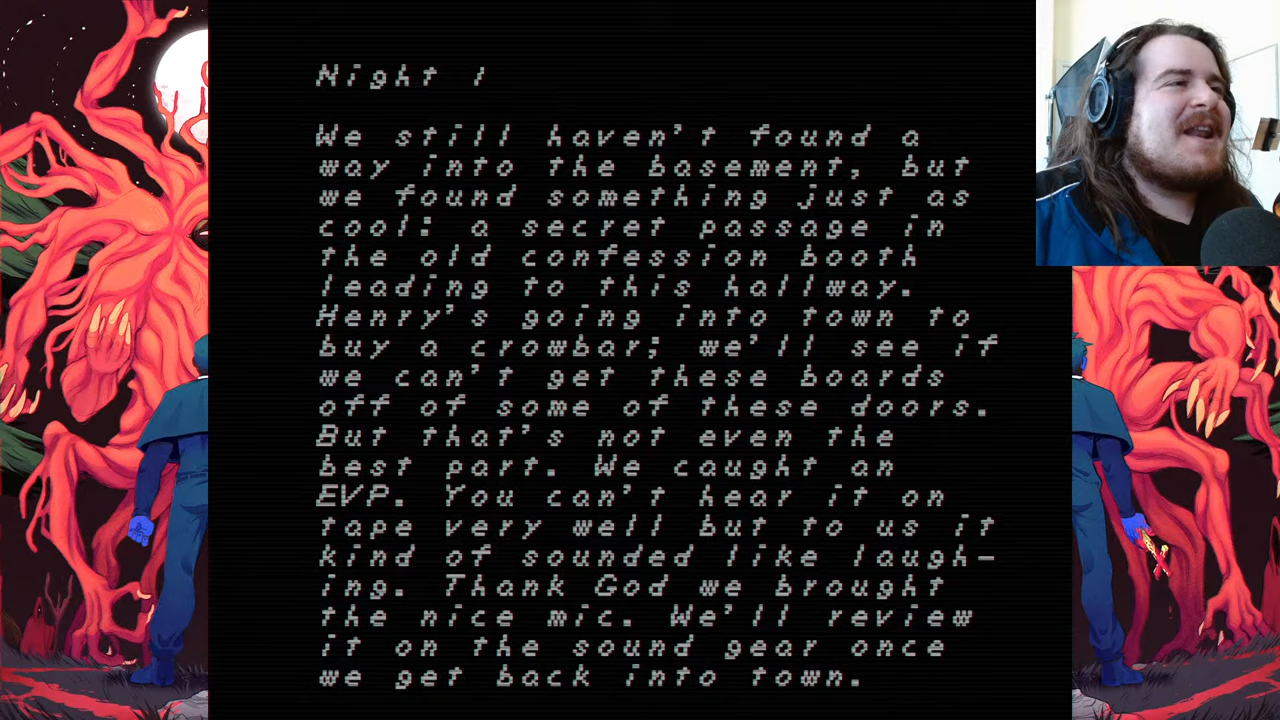 Night 1
We still haven't found a
way into the basement, but
we found something just as
cool: a secret passage in
the old confession booth
leading to this hallway.
Henry's going into town to
buy a crowbar; we'll see if
we can't get these boards
off of some of these doors.
But that's not even the
best part. We caught an
EVP. You can't hear it on
tape very well but to us it
kind of sounded like laugh-
ing. Thank God we brought
the nice mic. We'll review
it on the sound gear once
we get back into town.